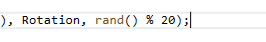 ), Rotation, rand() % 20);